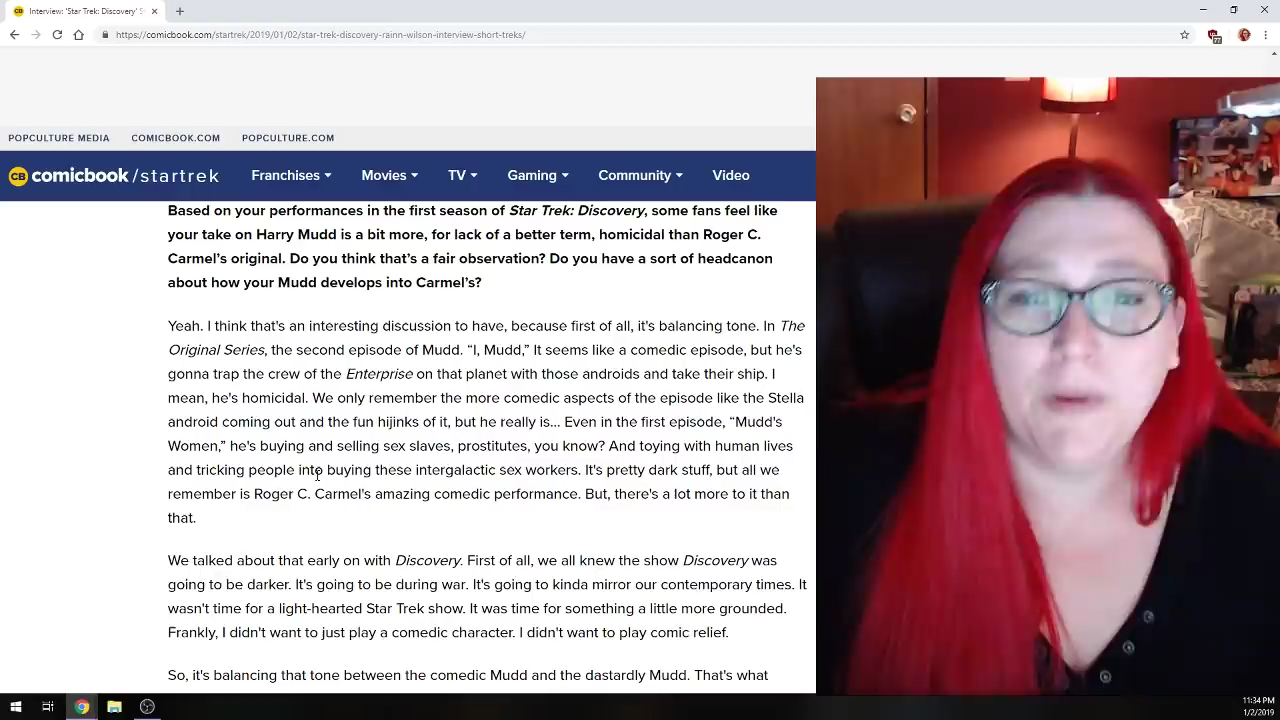 Interview: 'Star Trek: Discovery' S
https://comicbook.com/startrek/2019/01/02/star-trek-discovery-rainn-wilson-interview-short-treks/
POPCULTURE MEDIA COMICBOOK.COM POPCULTURE.COM
CB comicbook/startrek Franchises Movies TV Gaming Community Video
Based on your performances in the first season of Star Trek: Discovery, some fans feel like
your take on Harry Mudd is a bit more, for lack of a better term, homicidal than Roger C.
Carmel's original. Do you think that's a fair observation? Do you have a sort of headcanon
about how your Mudd develops into Carmel's?
Yeah. I think that's an interesting discussion to have, because first of all, it's balancing tone. In The
Original Series, the second episode of Mudd. “I, Mudd,” It seems like a comedic episode, but he's
gonna trap the crew of the Enterprise on that planet with those androids and take their ship. I
mean, he's homicidal. We only remember the more comedic aspects of the episode like the Stella
android coming out and the fun hijinks of it, but he really is... Even in the first episode, “Mudd's
Women,” he's buying and selling sex slaves, prostitutes, you know? And toying with human lives
and tricking people into buying these intergalactic sex workers. It's pretty dark stuff, but all we
remember is Roger C. Carmel's amazing comedic performance. But, there's a lot more to it than
that.
We talked about that early on with Discovery. First of all, we all knew the show Discovery was
going to be darker. It's going to be during war. It's going to kinda mirror our contemporary times. It
wasn't time for a light-hearted Star Trek show. It was time for something a little more grounded.
Frankly, I didn't want to just play a comedic character. I didn't want to play comic relief.
So, it's balancing that tone between the comedic Mudd and the dastardly Mudd. That's what
11:34 PM
1/2/2019